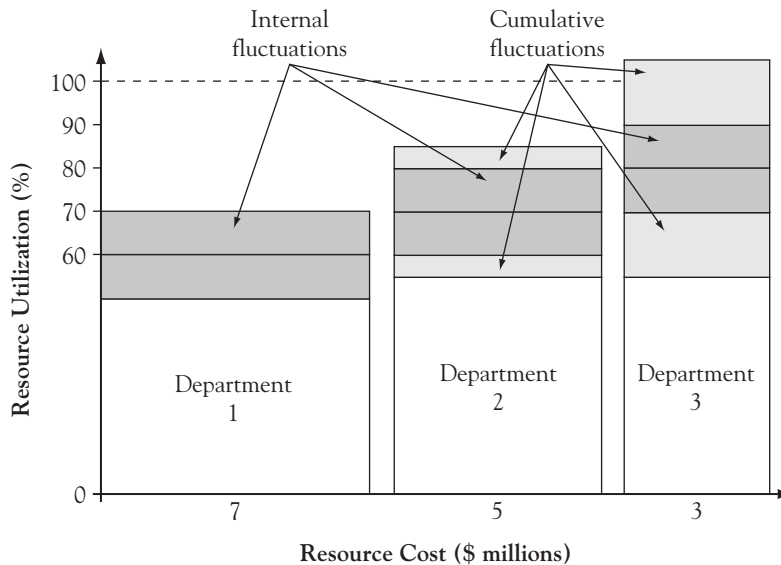 Internal
fluctuations
Cumulative
fluctuations
100
90
80
70
60
0
Resource Utilization (%)
Department
1
Department
2
Department
3
7
5
3
Resource Cost ($ millions)